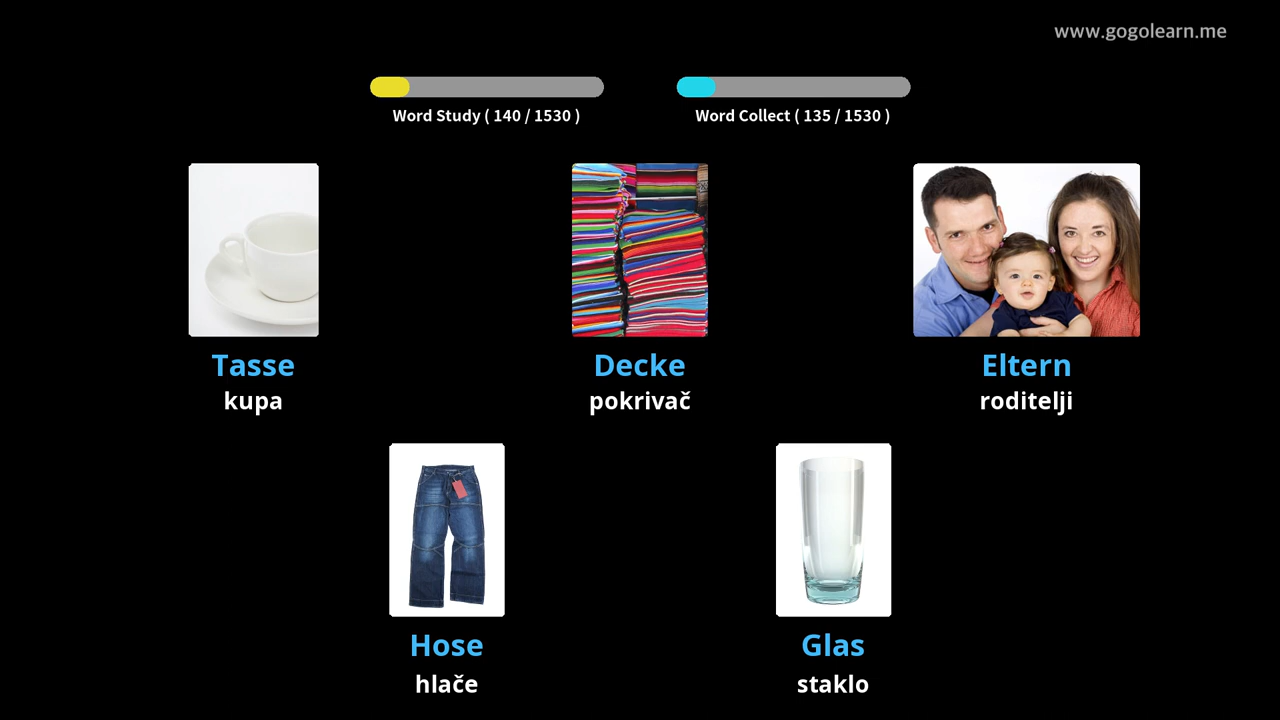 www.gogolearn.me
Word Study ( 140 / 1530 )
Word Collect ( 135 / 1530 )
Tasse
kupa
Decke
pokrivač
Eltern
roditelji
Hose
hlače
Glas
staklo